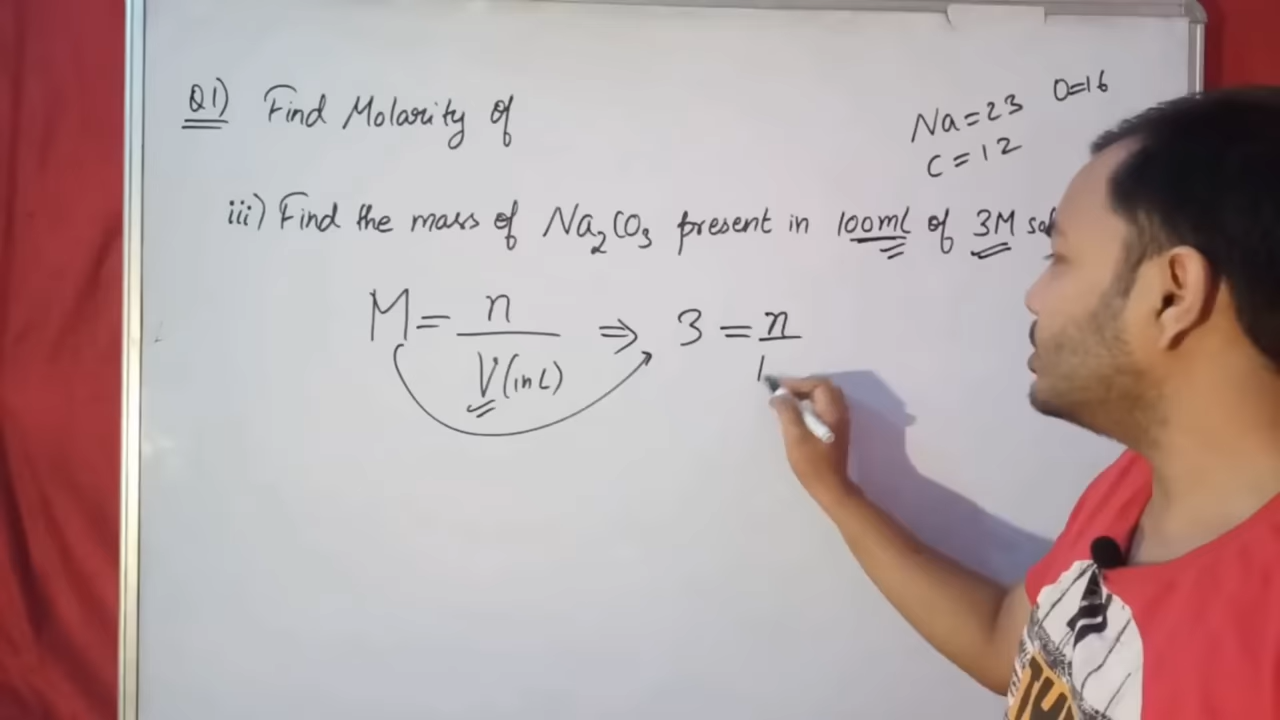 Q1) Find Molarity of
Na=23 O=16
C=12
iii) Find the mass of Na₂CO₃ present in 100ml of 3M
M = n / V(in L) ⇒ 3 = n / 1